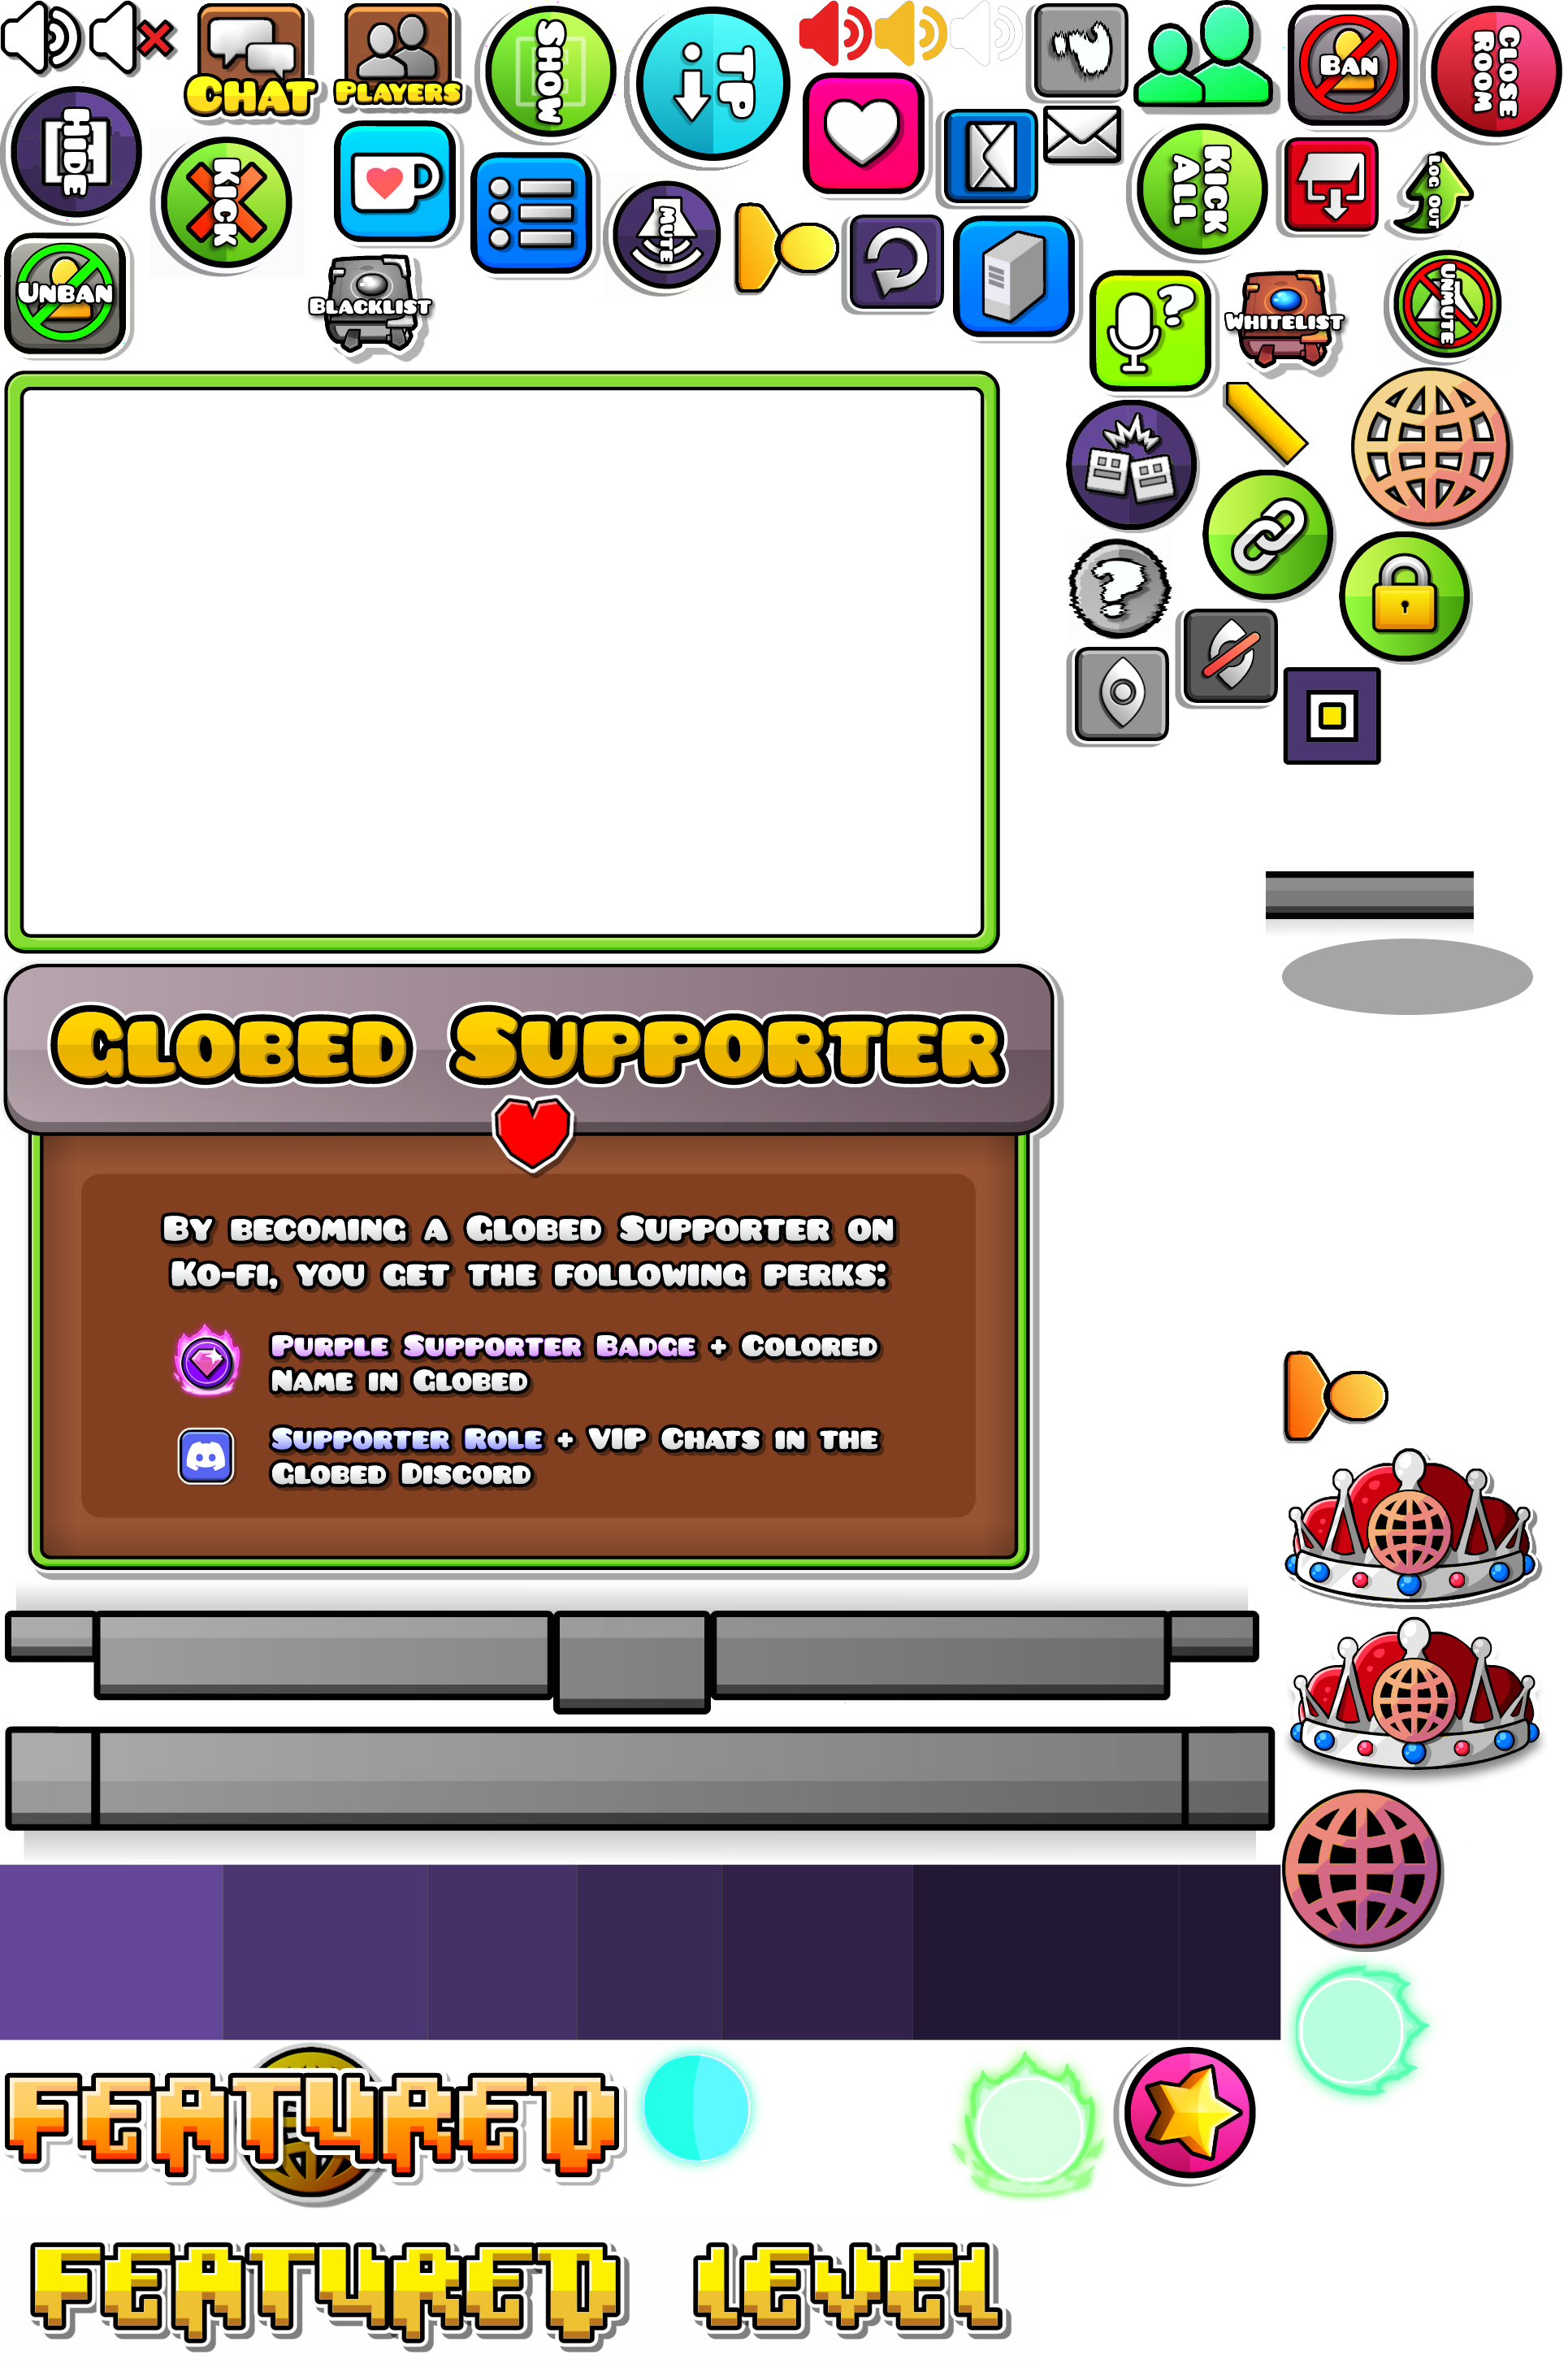 CHAT
PLAYERS
SHOW
TP
BAN
CLOSE
ROOM
HIDE
KICK
MUTE
KICK
ALL
LOG OUT
UNBAN
BLACKLIST
?
WHITELIST
UNMUTE
?
GLOBED SUPPORTER
BY BECOMING A GLOBED SUPPORTER ON
KO-FI, YOU GET THE FOLLOWING PERKS:
PURPLE SUPPORTER BADGE + COLORED
NAME IN GLOBED
SUPPORTER ROLE + VIP CHATS IN THE
GLOBED DISCORD
FEATURED
FEATURED LEVEL